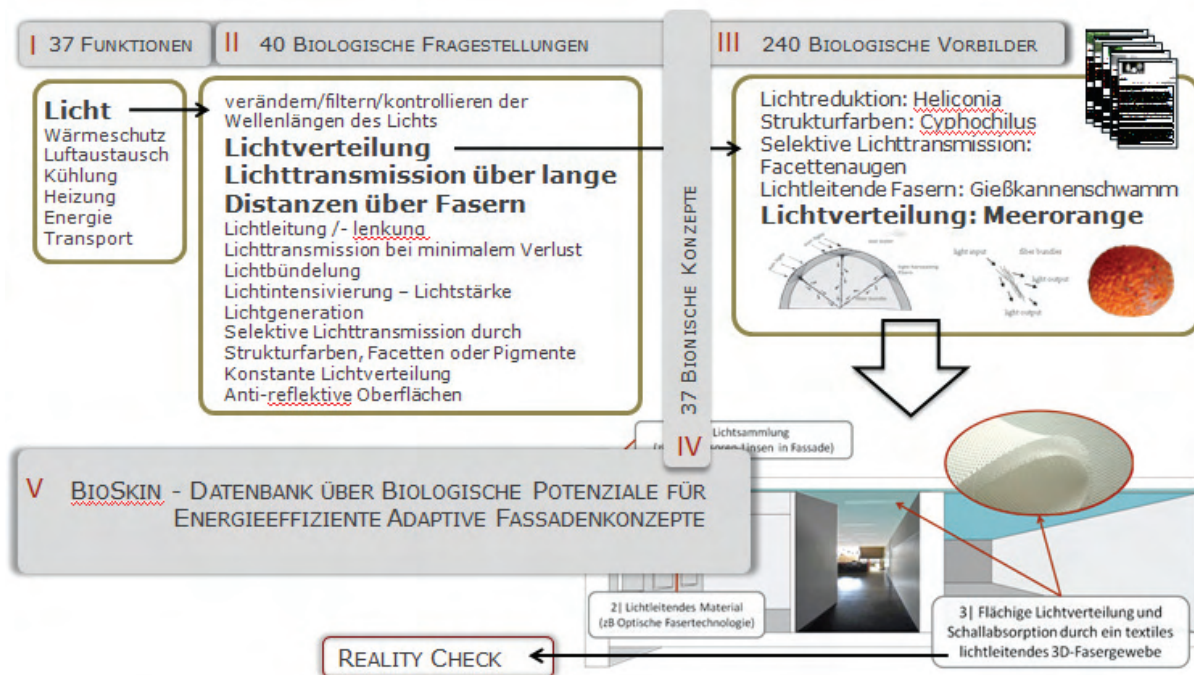 I 37 FUNKTIONEN
II 40 BIOLOGISCHE FRAGESTELLUNGEN
III 240 BIOLOGISCHE VORBILDER
Licht
Wärmeschutz
Luftaustausch
Kühlung
Heizung
Energie
Transport
verändern/filtern/kontrollieren der
Wellenlängen des Lichts
Lichtverteilung
Lichttransmission über lange
Distanzen über Fasern
Lichtleitung /- lenkung
Lichttransmission bei minimalem Verlust
Lichtbündelung
Lichtintensivierung – Lichtstärke
Lichtgeneration
Selektive Lichttransmission durch
Strukturfarben, Facetten oder Pigmente
Konstante Lichtverteilung
Anti-reflektive Oberflächen
37 BIONISCHE KONZEPTE
IV
Lichtreduktion: Heliconia
Strukturfarben: Cyphochilus
Selektive Lichttransmission:
Facettenaugen
Lichtleitende Fasern: Gießkannenschwamm
Lichtverteilung: Meerorange
light input
fiber bundles
light output
light output
Lichtsammlung
Linsen in Fassade)
V BIOSKIN - DATENBANK ÜBER BIOLOGISCHE POTENZIALE FÜR
ENERGIEEFFIZIENTE ADAPTIVE FASSADENKONZEPTE
2| Lichtleitendes Material
(zB Optische Fasertechnologie)
3| Flächige Lichtverteilung und
Schallabsorption durch ein textiles
lichtleitendes 3D-Fasergewebe
REALITY CHECK